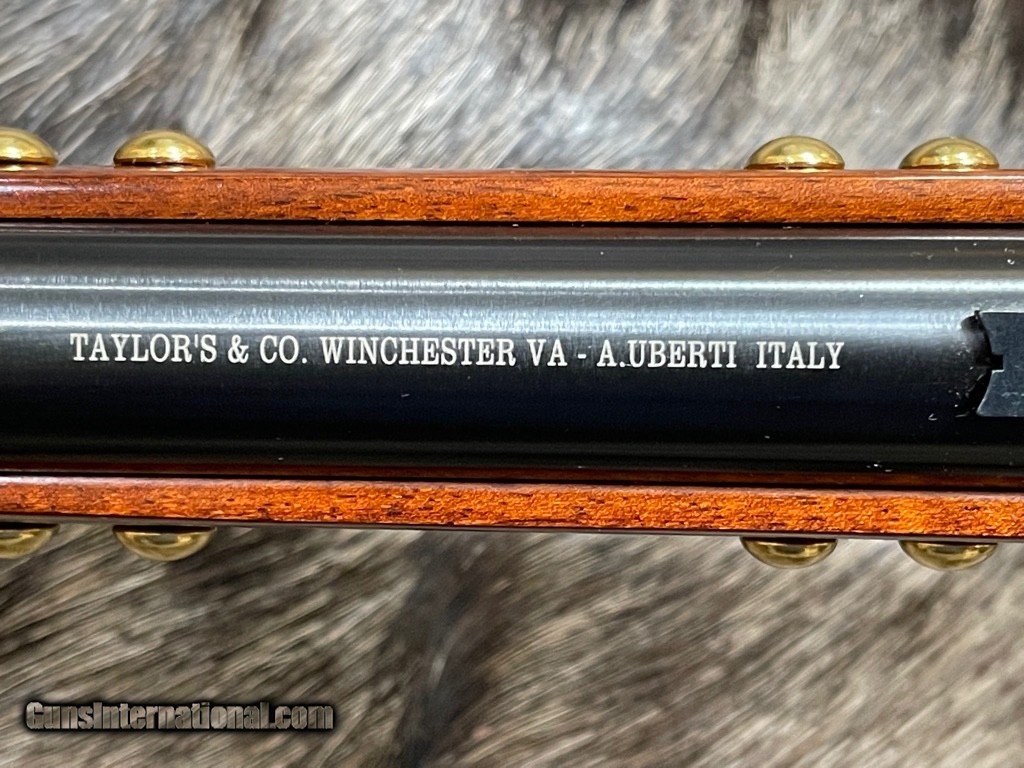 TAYLOR'S & CO. WINCHESTER VA - A.UBERTI ITALY
GunsInternational.com